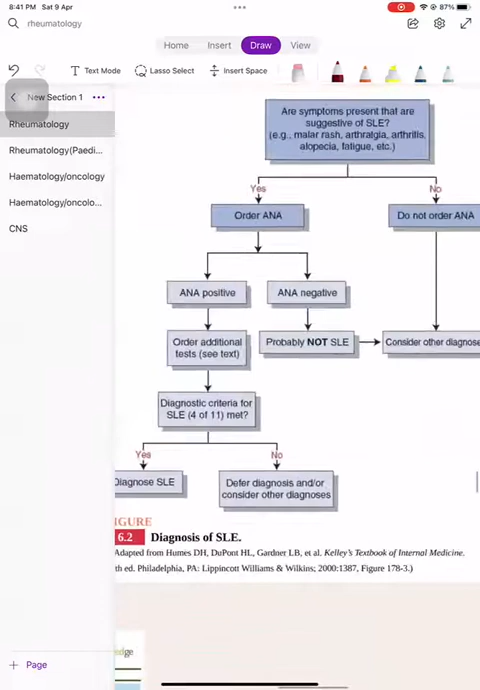 8:41 PM Sat 9 Apr
87%
rheumatology
Home Insert Draw View
Text Mode Lasso Select Insert Space
New Section 1
Rheumatology
Rheumatology(Paedi...
Haematology/oncology
Haematology/oncolo...
CNS
Are symptoms present that are
suggestive of SLE?
(e.g., malar rash, arthralgia, arthritis,
alopecia, fatigue, etc.)
Yes No
Order ANA Do not order ANA
ANA positive ANA negative
Order additional
tests (see text)
Probably NOT SLE Consider other diagnose
Diagnostic criteria for
SLE (4 of 11) met?
Yes No
Diagnose SLE
Defer diagnosis and/or
consider other diagnoses
IGURE
6.2 Diagnosis of SLE.
Adapted from Humes DH, DuPont HL, Gardner LB, et al. Kelley's Textbook of Internal Medicine.
th ed. Philadelphia, PA: Lippincott Williams & Wilkins; 2000:1387, Figure 178-3.)
edge
+ Page